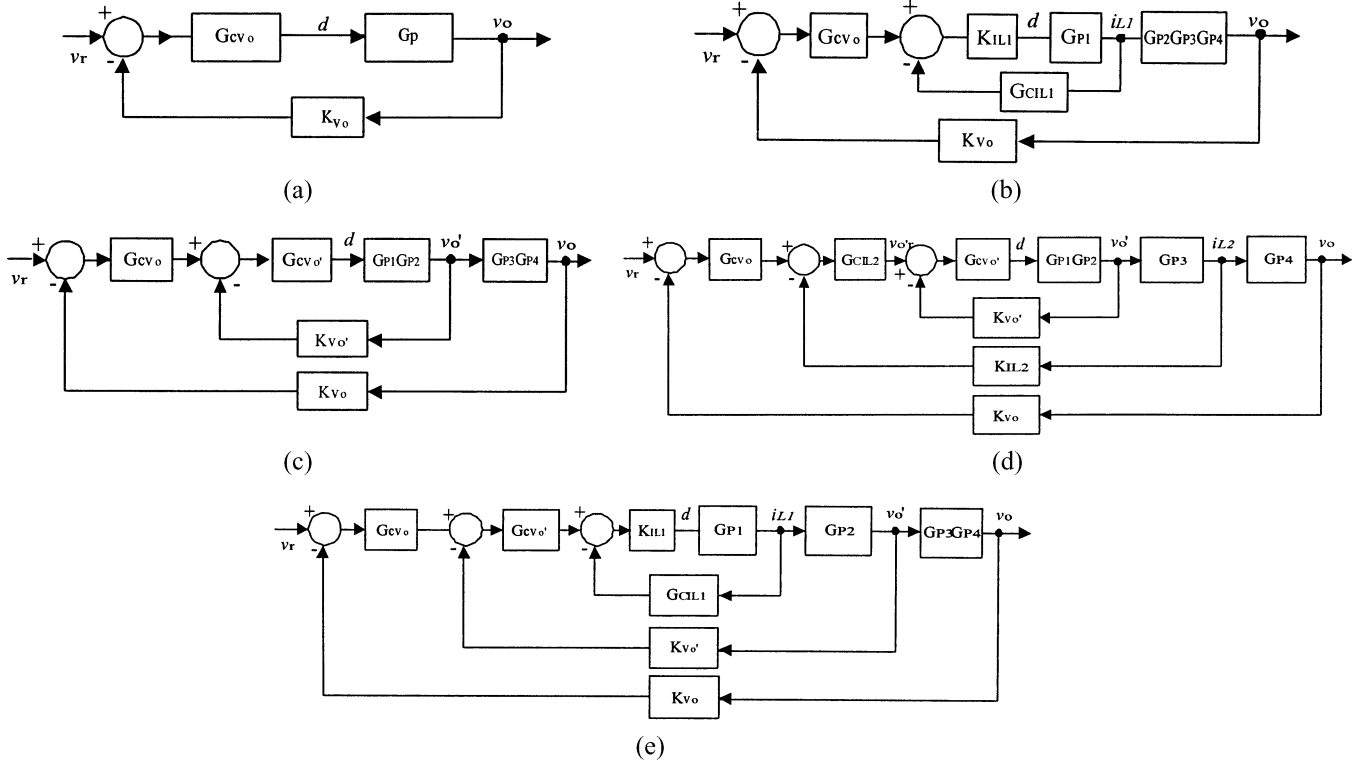 + Gcvo d Gp vo
vr -
Kvo
(a)
+ Gcvo + KIL1 d GP1 iL1 GP2GP3GP4 vo
vr - -
GCIL1
Kvo
(b)
+ Gcvo + Gcvo' d GP1GP2 vo' GP3GP4 vo
vr - -
Kvo'
Kvo
(c)
+ Gcvo + GCIL2 vo'r + Gcvo' d GP1GP2 vo' GP3 iL2 GP4 vo
vr - - + -
Kvo'
KIL2
Kvo
(d)
+ Gcvo + Gcvo' + KIL1 d GP1 iL1 GP2 vo' GP3GP4 vo
vr - - -
GCIL1
Kvo'
Kvo
(e)